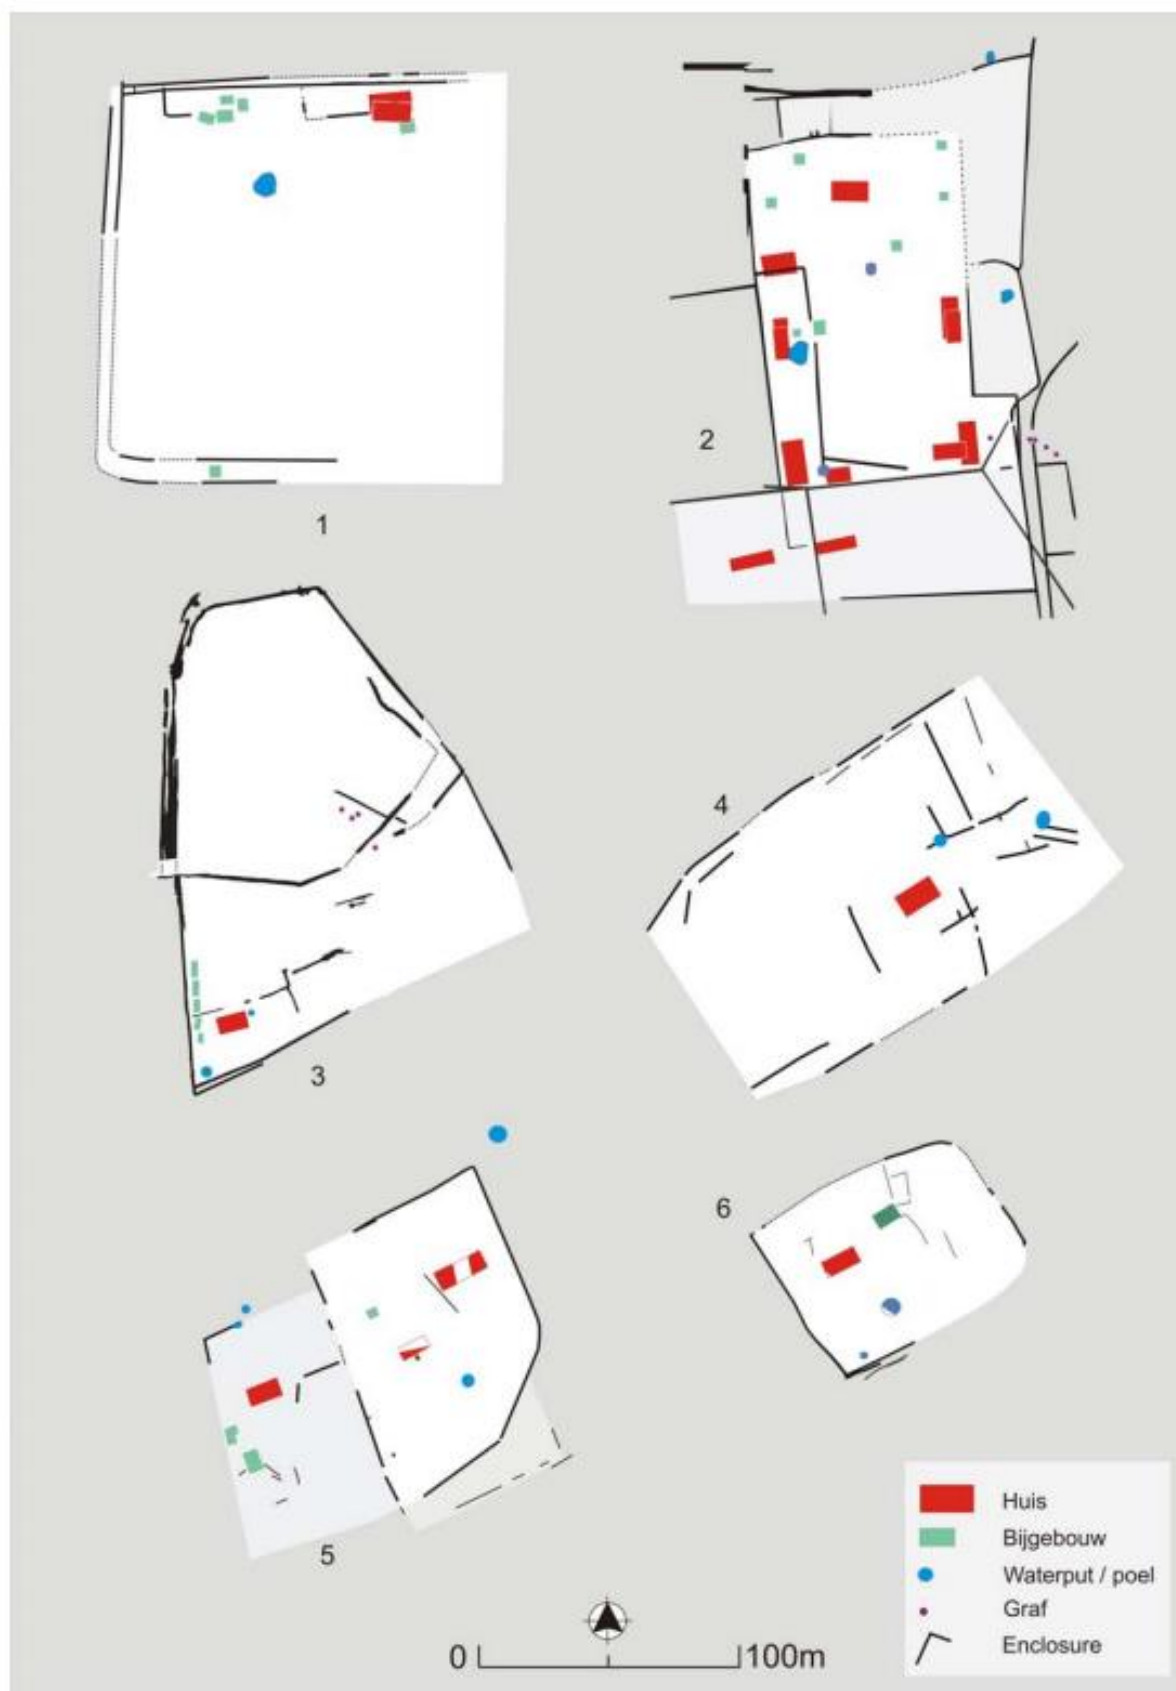 1
2
3
4
5
6
Huis
Bijgebouw
Waterput / poel
Graf
Enclosure
0 100m